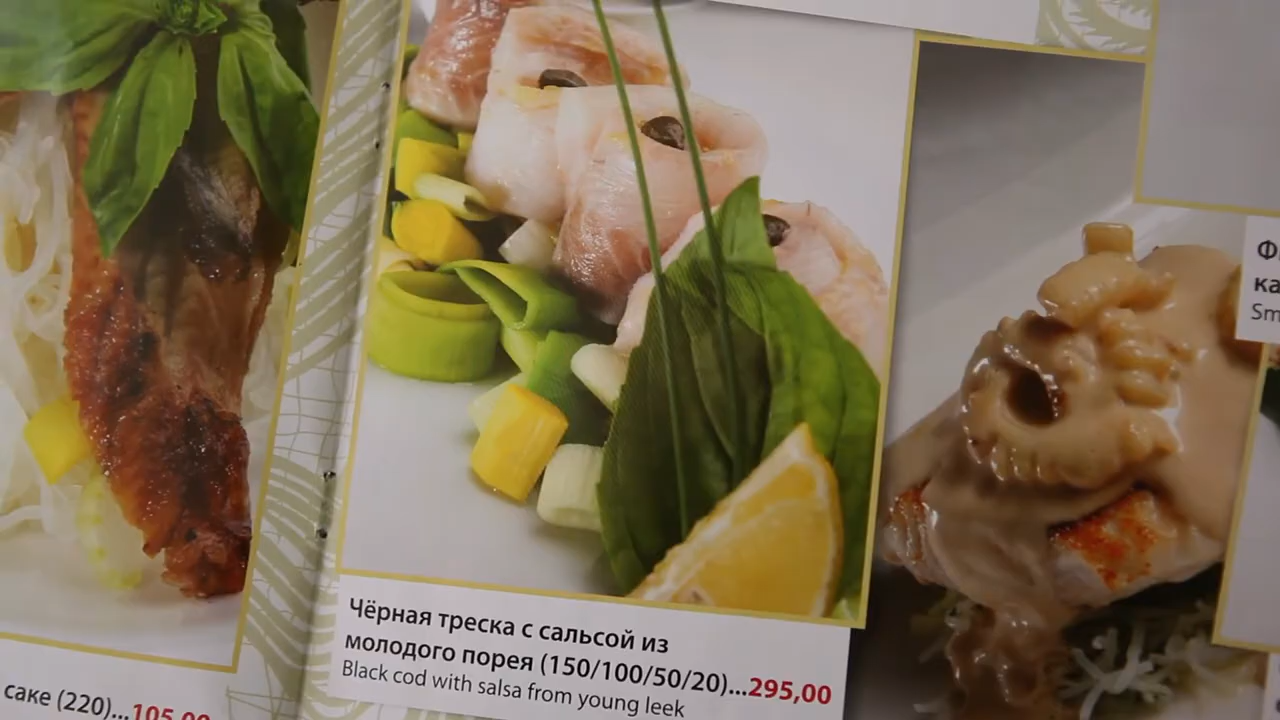 Чёрная треска с сальсой из
молодого порея (150/100/50/20)...295,00
Black cod with salsa from young leek
саке (220)...105,00